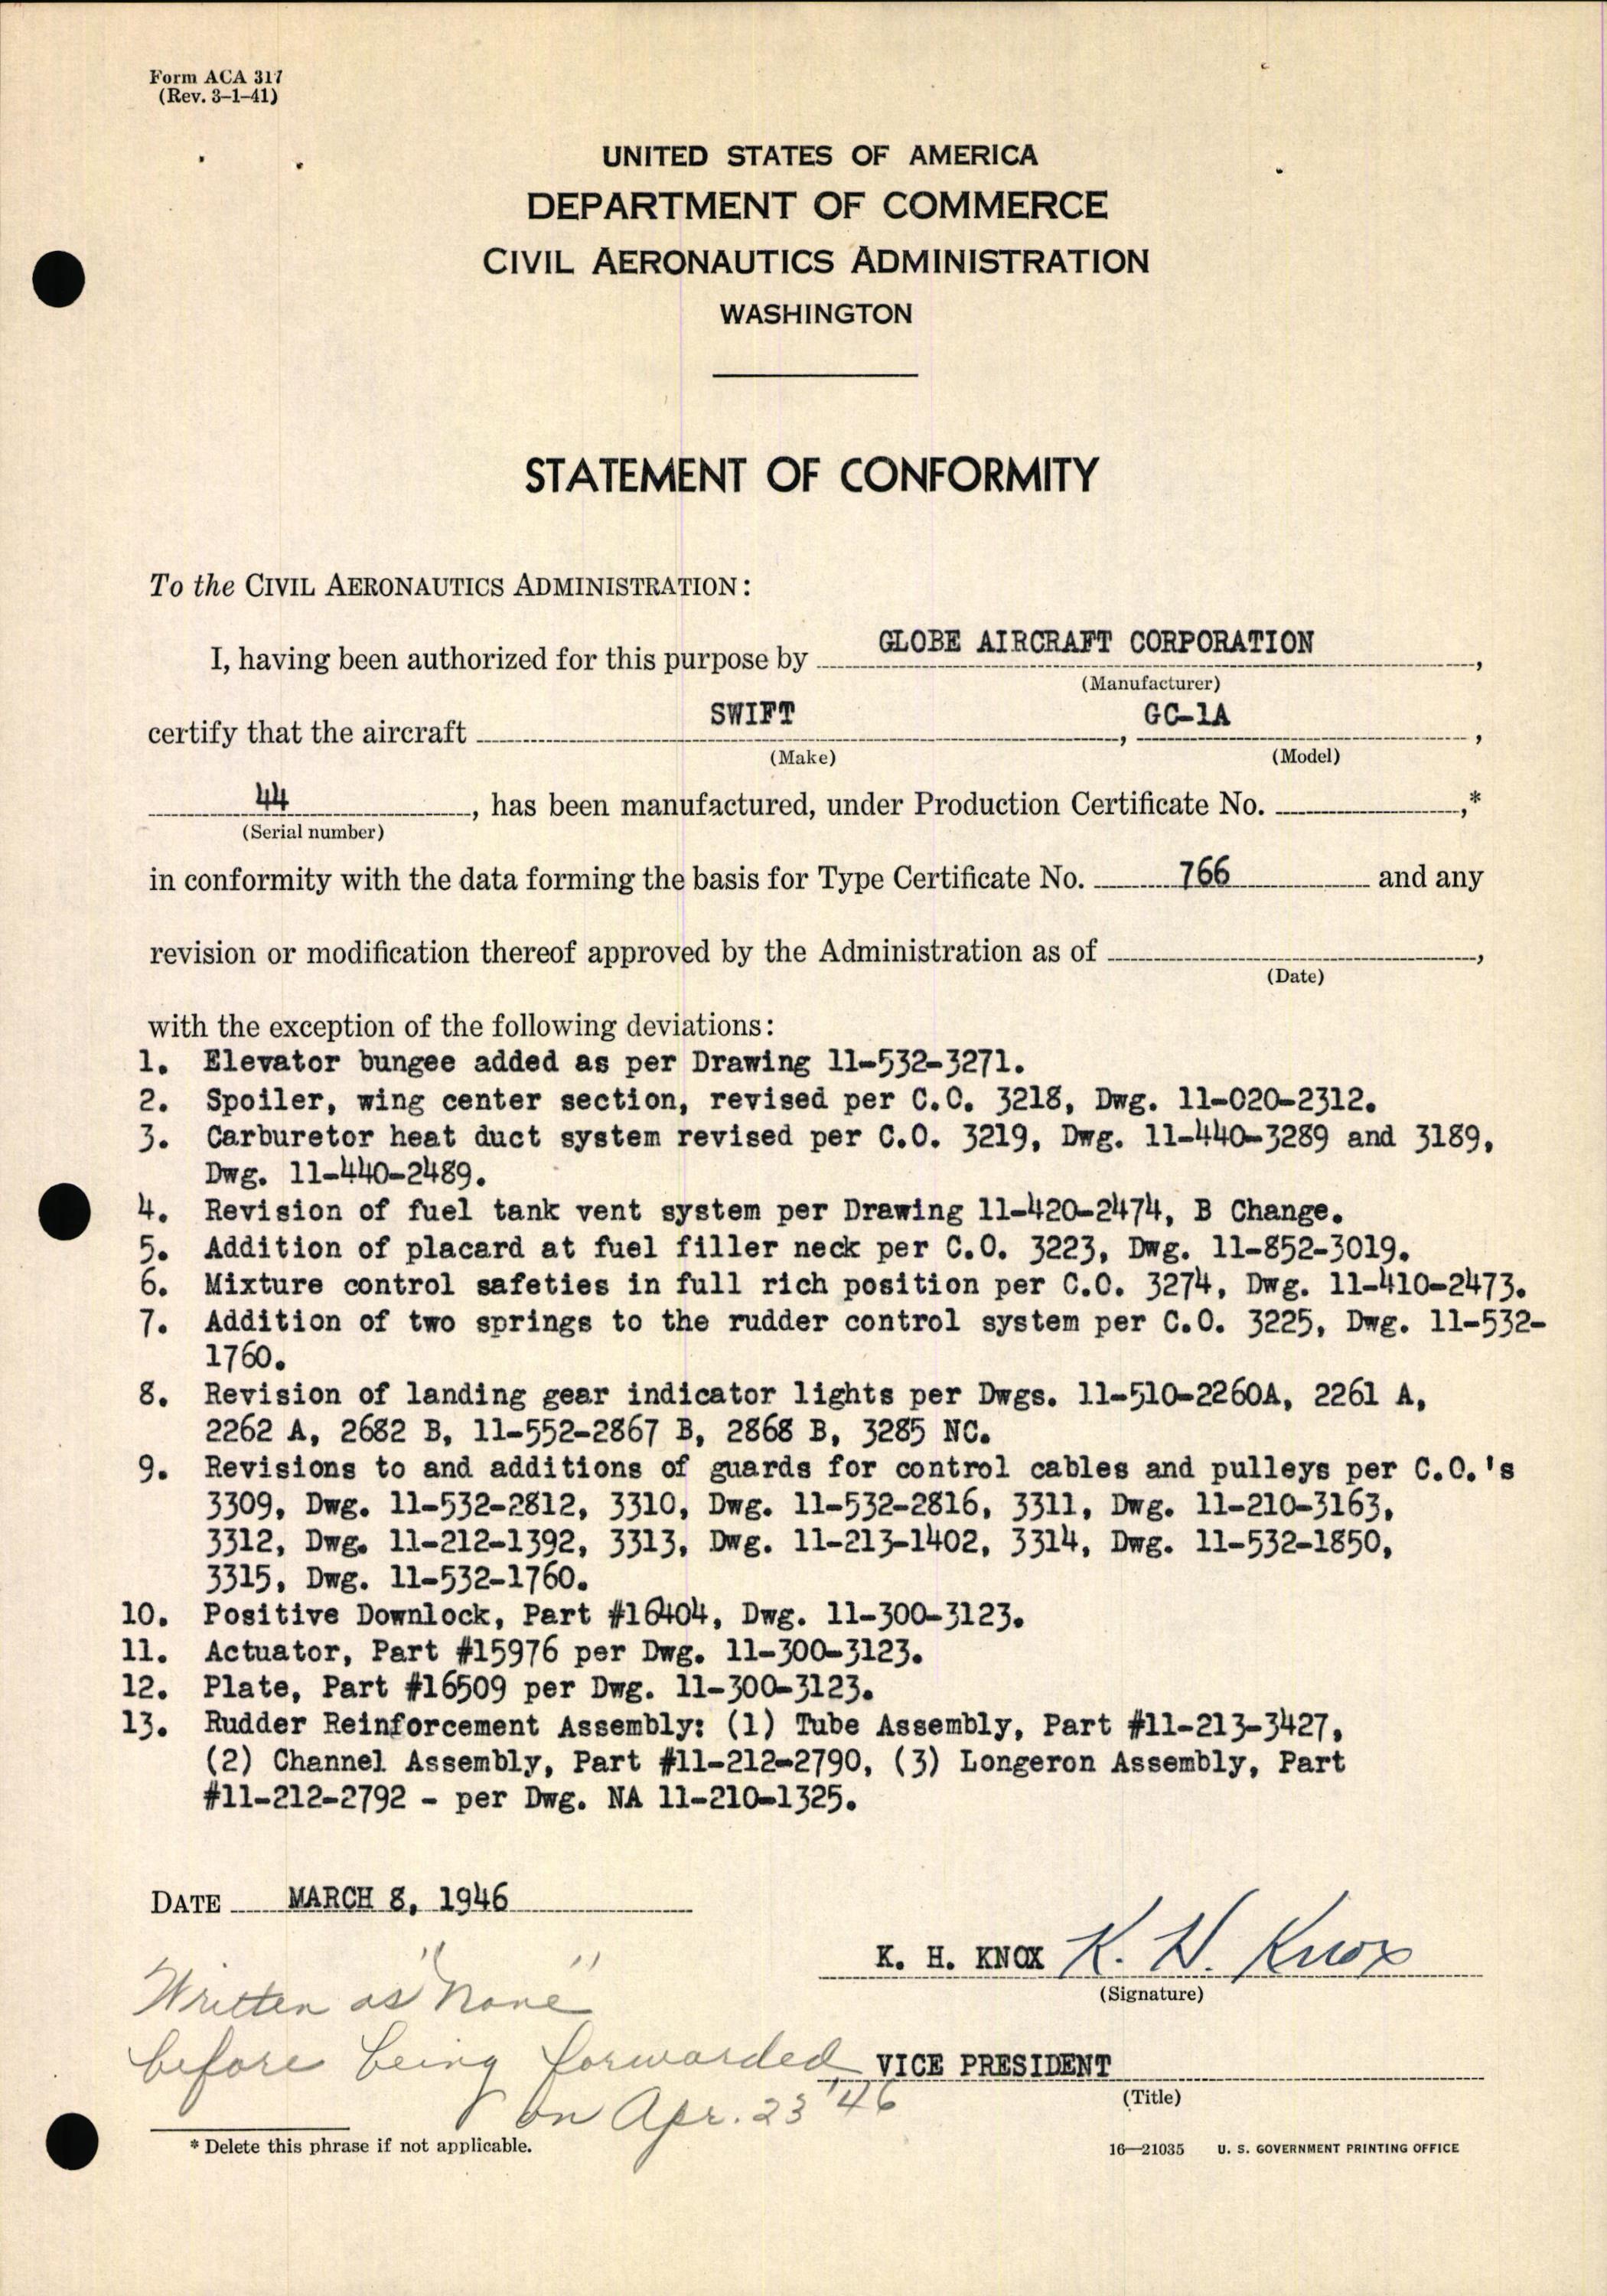 Form ACA 317
(Rev. 3-1-41)
UNITED STATES OF AMERICA
DEPARTMENT OF COMMERCE
CIVIL AERONAUTICS ADMINISTRATION
WASHINGTON
STATEMENT OF CONFORMITY
To the CIVIL AERONAUTICS ADMINISTRATION:
I, having been authorized for this purpose by GLOBE AIRCRAFT CORPORATION,
(Manufacturer)
certify that the aircraft SWIFT, GC-1A,
(Make) (Model)
44, has been manufactured, under Production Certificate No. ,*
(Serial number)
in conformity with the data forming the basis for Type Certificate No. 766 and any
revision or modification thereof approved by the Administration as of ,
(Date)
with the exception of the following deviations:
1. Elevator bungee added as per Drawing 11-532-3271.
2. Spoiler, wing center section, revised per C.O. 3218, Dwg. 11-020-2312.
3. Carburetor heat duct system revised per C.O. 3219, Dwg. 11-440-3289 and 3189,
Dwg. 11-440-2489.
4. Revision of fuel tank vent system per Drawing 11-420-2474, B Change.
5. Addition of placard at fuel filler neck per C.O. 3223, Dwg. 11-852-3019.
6. Mixture control safeties in full rich position per C.O. 3274, Dwg. 11-410-2473.
7. Addition of two springs to the rudder control system per C.O. 3225, Dwg. 11-532-
1760.
8. Revision of landing gear indicator lights per Dwgs. 11-510-2260A, 2261 A,
2262 A, 2682 B, 11-552-2867 B, 2868 B, 3285 NC.
9. Revisions to and additions of guards for control cables and pulleys per C.O.'s
3309, Dwg. 11-532-2812, 3310, Dwg. 11-532-2816, 3311, Dwg. 11-210-3163,
3312, Dwg. 11-212-1392, 3313, Dwg. 11-213-1402, 3314, Dwg. 11-532-1850,
3315, Dwg. 11-532-1760.
10. Positive Downlock, Part #16404, Dwg. 11-300-3123.
11. Actuator, Part #15976 per Dwg. 11-300-3123.
12. Plate, Part #16509 per Dwg. 11-300-3123.
13. Rudder Reinforcement Assembly: (1) Tube Assembly, Part #11-213-3427,
(2) Channel Assembly, Part #11-212-2790, (3) Longeron Assembly, Part
#11-212-2792 - per Dwg. NA 11-210-1325.
DATE MARCH 8, 1946
K. H. KNOX K. H. Knox
(Signature)
Written as "None"
before being forwarded
on Apr. 23 '46
VICE PRESIDENT
(Title)
* Delete this phrase if not applicable.
16—21035 U. S. GOVERNMENT PRINTING OFFICE